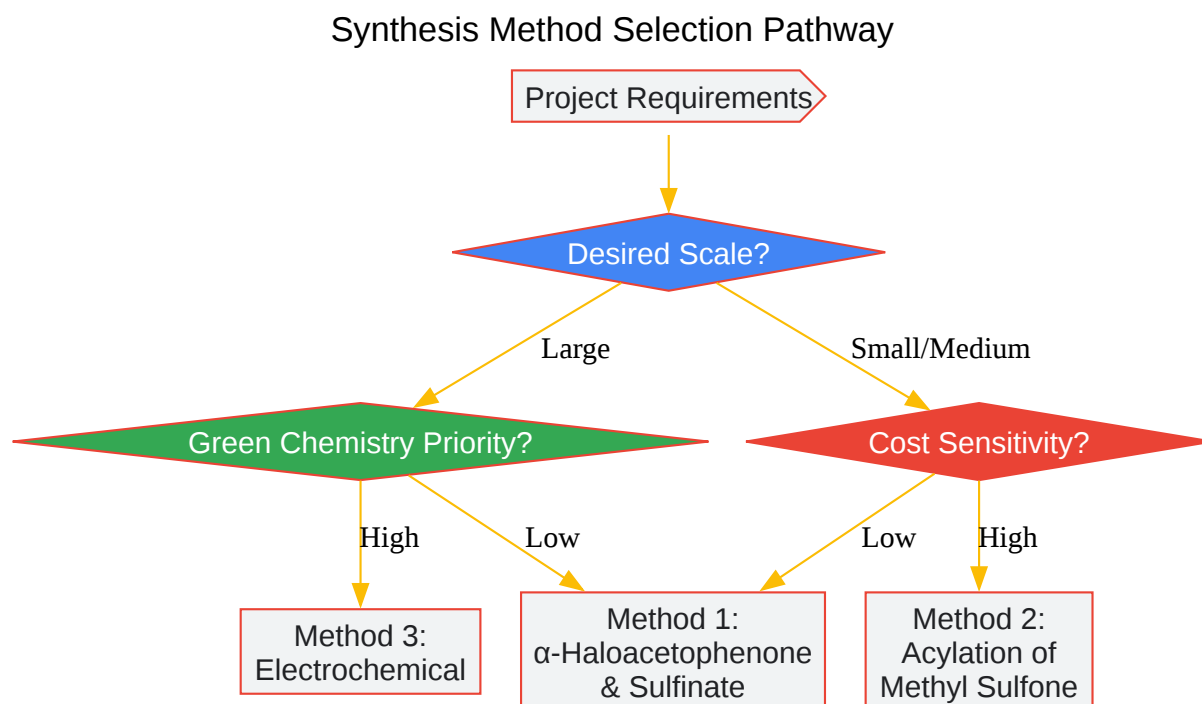 Synthesis Method Selection Pathway
Project Requirements
Desired Scale?
Large
Small/Medium
Green Chemistry Priority?
Cost Sensitivity?
High
Low
Low
High
Method 3:
Electrochemical
Method 1:
α-Haloacetophenone
& Sulfinate
Method 2:
Acylation of
Methyl Sulfone